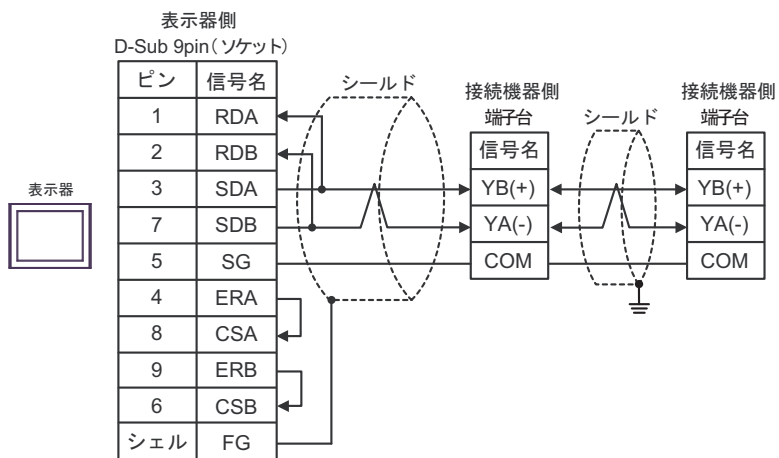 表示器側
D-Sub 9pin(ソケット)
ピン 信号名
1 RDA
2 RDB
3 SDA
7 SDB
5 SG
4 ERA
8 CSA
9 ERB
6 CSB
シェル FG
表示器
シールド
接続機器側
端子台
信号名
YB(+)
YA(-)
COM
シールド
接続機器側
端子台
信号名
YB(+)
YA(-)
COM